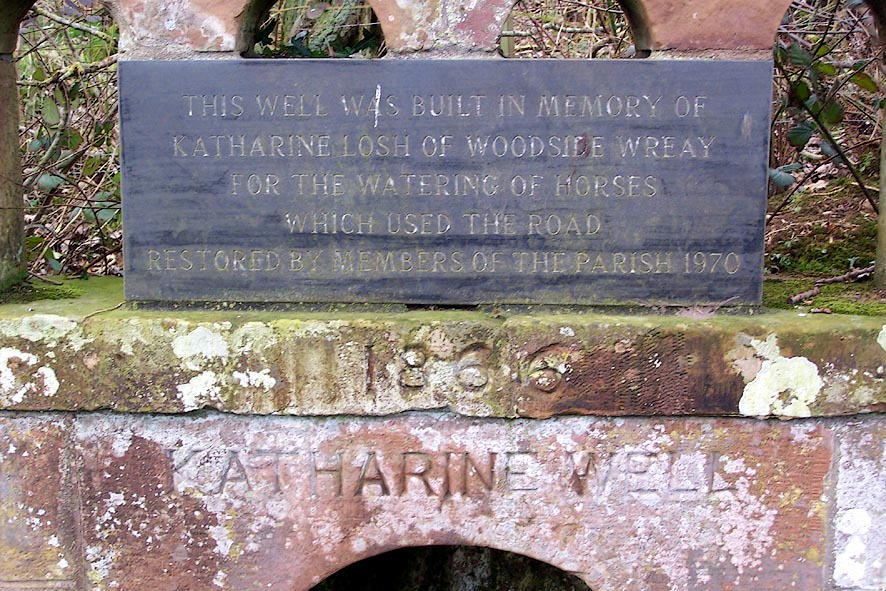 THIS WELL WAS BUILT IN MEMORY OF
KATHARINE LOSH OF WOODSIDE WREAY
FOR THE WATERING OF HORSES
WHICH USED THE ROAD
RESTORED BY MEMBERS OF THE PARISH 1970
1866
KATHARINE WELL